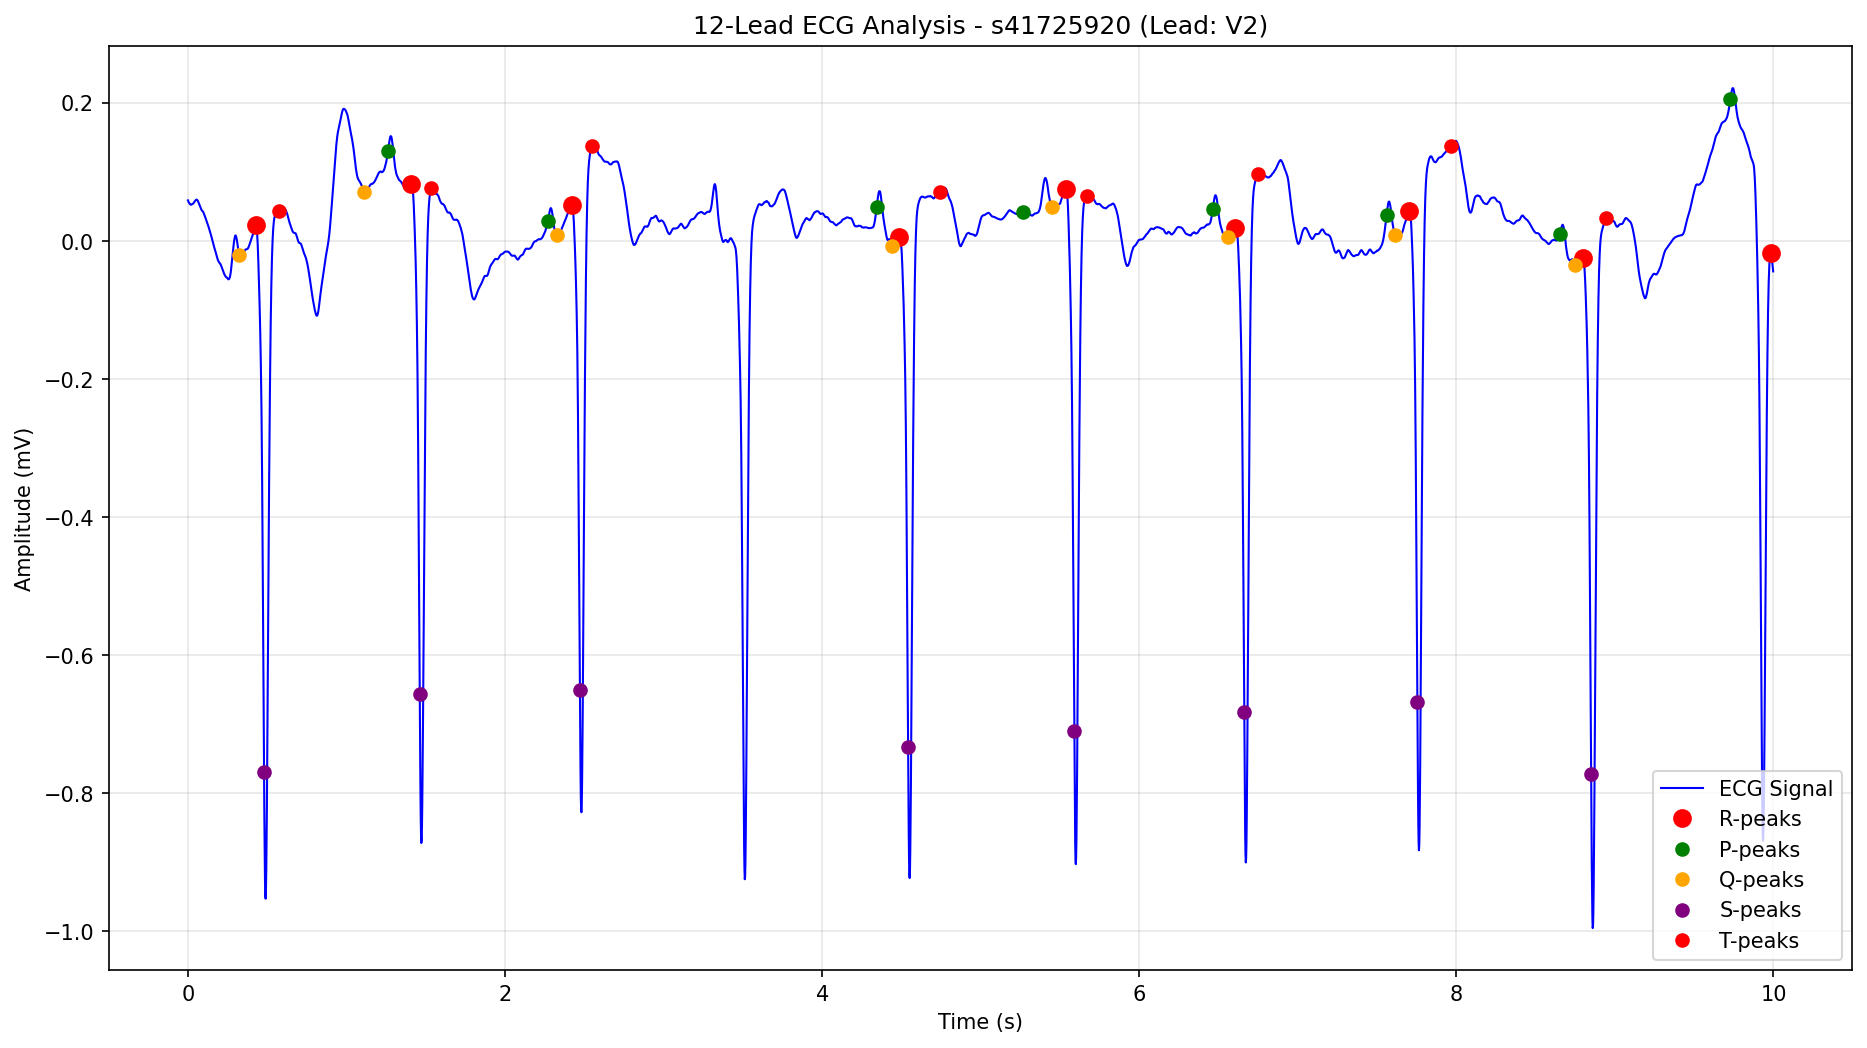 12-Lead ECG Analysis - s41725920 (Lead: V2)
0.2
0.0
−0.2
−0.4
−0.6
−0.8
−1.0
Amplitude (mV)
0 2 4 6 8 10
Time (s)
ECG Signal
R-peaks
P-peaks
Q-peaks
S-peaks
T-peaks